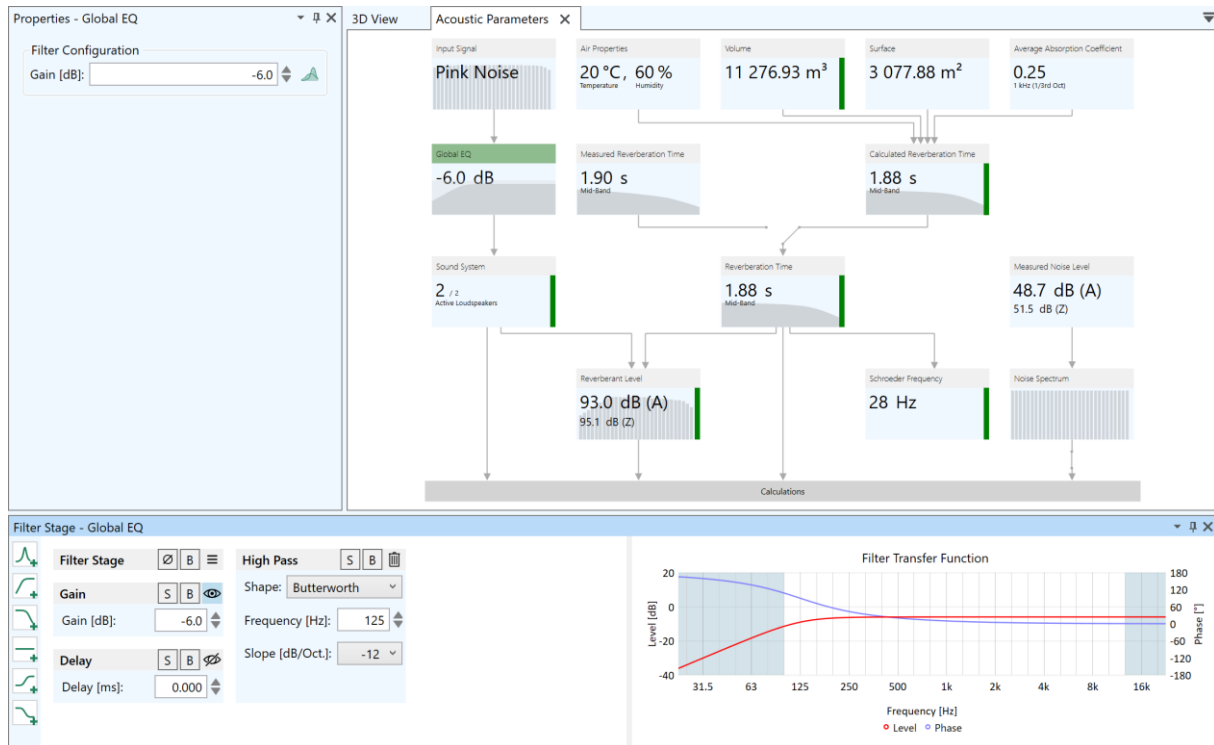 Properties - Global EQ
Filter Configuration
Gain [dB]: -6.0
3D View Acoustic Parameters
Input Signal
Pink Noise
Air Properties
20 °C, 60 %
Temperature Humidity
Volume
11 276.93 m³
Surface
3 077.88 m²
Average Absorption Coefficient
0.25
1 kHz (1/3rd Oct)
Global EQ
-6.0 dB
Measured Reverberation Time
1.90 s
Mid-Band
Calculated Reverberation Time
1.88 s
Mid-Band
Sound System
2 / 2
Active Loudspeakers
Reverberation Time
1.88 s
Mid-Band
Measured Noise Level
48.7 dB (A)
51.5 dB (Z)
Reverberant Level
93.0 dB (A)
95.1 dB (Z)
Schroeder Frequency
28 Hz
Noise Spectrum
Calculations
Filter Stage - Global EQ
Filter Stage Ø B
Gain S B
Gain [dB]: -6.0
Delay S B
Delay [ms]: 0.000
High Pass S B
Shape: Butterworth
Frequency [Hz]: 125
Slope [dB/Oct.]: -12
Filter Transfer Function
Level [dB]
20
0
-20
-40
Phase [°]
180
120
60
0
-60
-120
-180
31.5 63 125 250 500 1k 2k 4k 8k 16k
Frequency [Hz]
Level Phase